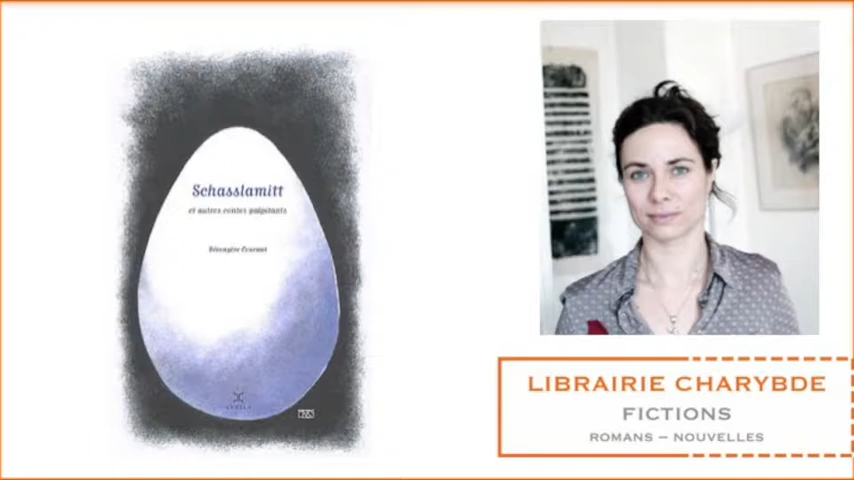 Schasslamitt
et autres contes palpitants
Bérengère Cournut
LIBRAIRIE CHARYBDE
FICTIONS
ROMANS – NOUVELLES